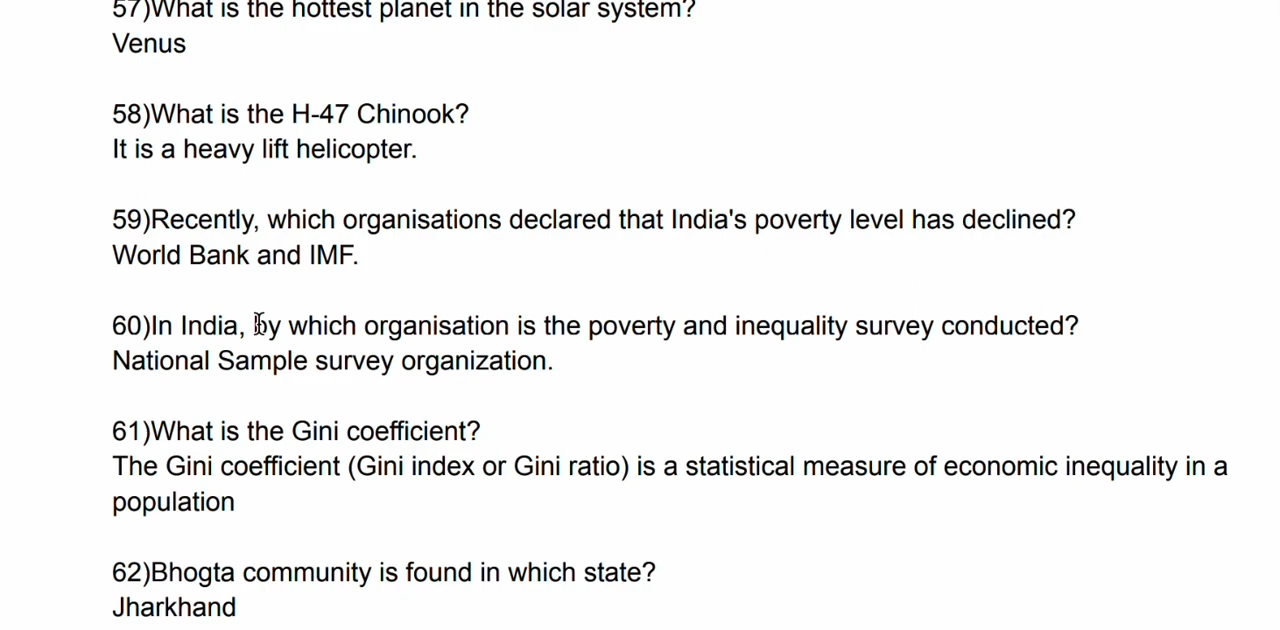 57)What is the hottest planet in the solar system?
Venus
58)What is the H-47 Chinook?
It is a heavy lift helicopter.
59)Recently, which organisations declared that India's poverty level has declined?
World Bank and IMF.
60)In India, by which organisation is the poverty and inequality survey conducted?
National Sample survey organization.
61)What is the Gini coefficient?
The Gini coefficient (Gini index or Gini ratio) is a statistical measure of economic inequality in a
population
62)Bhogta community is found in which state?
Jharkhand